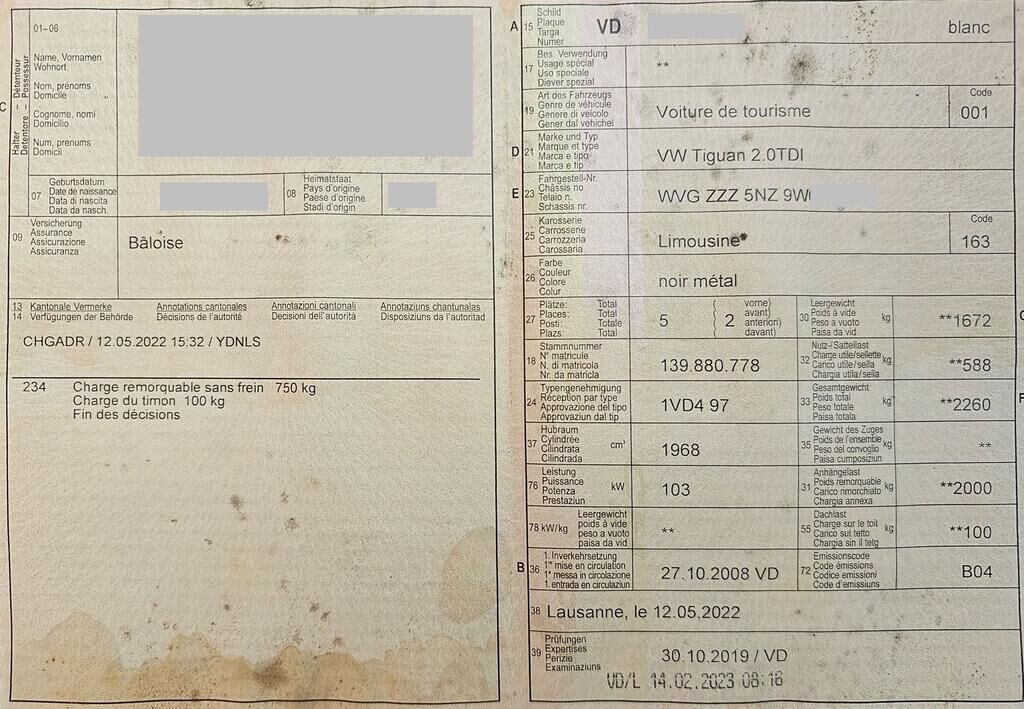 01-06
Halter – Détenteur
Detentore – Possessur
Name, Vornamen
Wohnort
Nom, prénoms
Domicile
Cognome, nomi
Domicilio
Num, prenums
Domicil
C
07
Geburtsdatum
Date de naissance
Data di nascita
Data da nasch.
08
Heimatstaat
Pays d'origine
Paese d'origine
Stadi d'origin
09
Versicherung
Assurance
Assicurazione
Assicuranza
Bâloise
13 Kantonale Vermerke Annotations cantonales Annotazioni cantonali Annotaziuns chantunalas
14 Verfügungen der Behörde Décisions de l'autorité Decisioni dell'autorità Disposiziuns da l'autoritad
CHGADR / 12.05.2022 15:32 / YDNLS
234 Charge remorquable sans frein 750 kg
Charge du timon 100 kg
Fin des décisions
A 15
Schild
Plaque
Targa
Numer
VD blanc
17
Bes. Verwendung
Usage spécial
Uso speciale
Diever spezial
**
19
Art des Fahrzeugs
Genre de véhicule
Genere di veicolo
Gener dal vehichel
Voiture de tourisme
Code
001
D 21
Marke und Typ
Marque et type
Marca e tipo
Marca e tip
VW Tiguan 2.0TDI
E 23
Fahrgestell-Nr.
Châssis no
Telaio n.
Schassis nr.
WVG ZZZ 5NZ 9W
25
Karosserie
Carrosserie
Carrozzeria
Carossaria
Limousine
Code
163
26
Farbe
Couleur
Colore
Colur
noir métal
27
Plätze: Total
Places: Total
Posti: Totale
Plazs: Total
5
( 2
vorne)
avant)
anteriori)
davant)
30
Leergewicht
Poids à vide
Peso a vuoto
Paisa da vid
kg
**1672
18
Stammnummer
N° matricule
N. di matricola
Nr. da matricla
139.880.778
32
Nutz-/Sattellast
Charge utile/sellette
Carico utile/sella
Chargia utila/sella
kg
**588
24
Typengenehmigung
Réception par type
Approvazione del tipo
Approvaziun dal tip
1VD4 97
33
Gesamtgewicht
Poids total
Peso totale
Paisa totala
kg
**2260
37
Hubraum
Cylindrée
Cilindrata
Cilindrada
cm³
1968
35
Gewicht des Zuges
Poids de l'ensemble
Peso del convoglio
Paisa cumposiziun
kg
**
76
Leistung
Puissance
Potenza
Prestaziun
kW
103
31
Anhängelast
Poids remorquable
Carico rimorchiato
Chargia annexa
kg
**2000
78 kW/kg
Leergewicht
poids à vide
peso a vuoto
paisa da vid
**
55
Dachlast
Charge sur le toit
Carico sul tetto
Chargia sin il tetg
kg
**100
B 36
1. Inverkehrsetzung
1re mise en circulation
1a messa in circolazione
1. entrada en circulaziun
27.10.2008 VD
72
Emissionscode
Code émissions
Codice emissioni
Code d'emissiuns
B04
38 Lausanne, le 12.05.2022
39
Prüfungen
Expertises
Perizie
Examinaziuns
30.10.2019 / VD
VD/L 14.02.2023 08:16